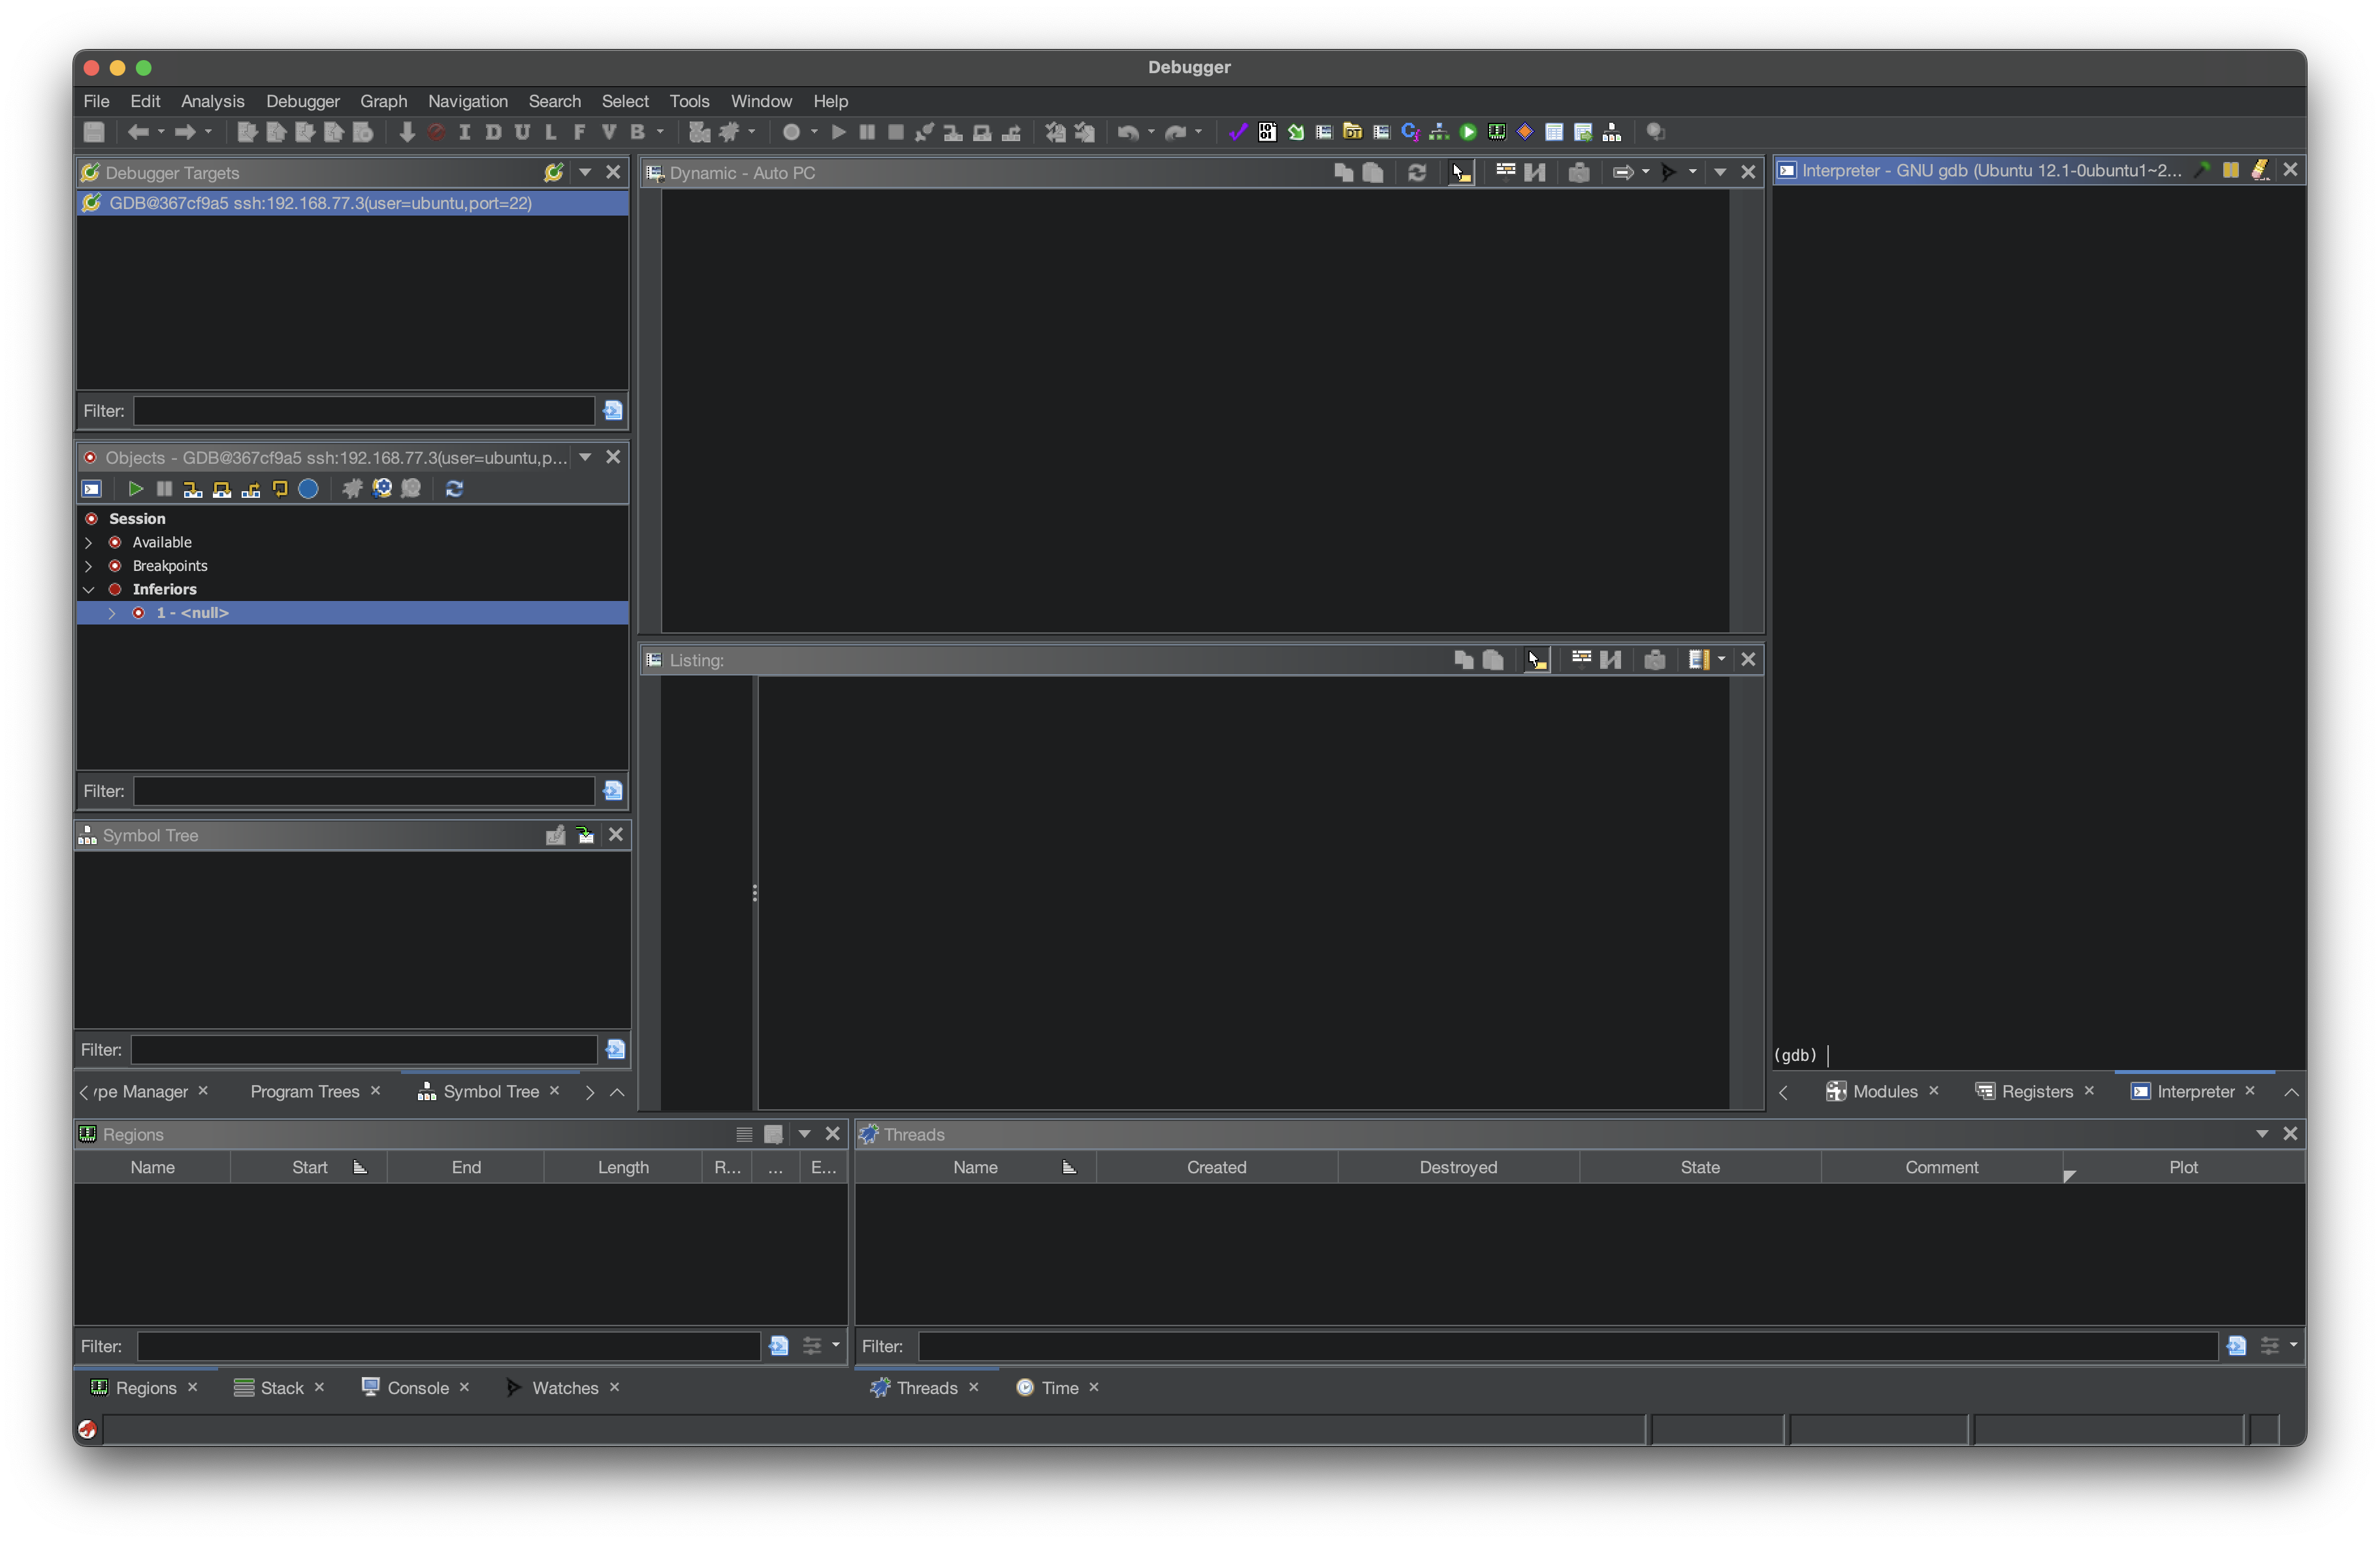 Debugger
File Edit Analysis Debugger Graph Navigation Search Select Tools Window Help
I D U L F V B
Debugger Targets
GDB@367cf9a5 ssh:192.168.77.3(user=ubuntu,port=22)
Filter:
Objects - GDB@367cf9a5 ssh:192.168.77.3(user=ubuntu,p...
Session
Available
Breakpoints
Inferiors
1 - <null>
Filter:
Symbol Tree
Filter:
ype Manager Program Trees Symbol Tree
Dynamic - Auto PC
Listing:
Interpreter - GNU gdb (Ubuntu 12.1-0ubuntu1~2...
(gdb)
Modules Registers Interpreter
Regions
Name Start End Length R... ... E...
Filter:
Regions Stack Console Watches
Threads
Name Created Destroyed State Comment Plot
Filter:
Threads Time